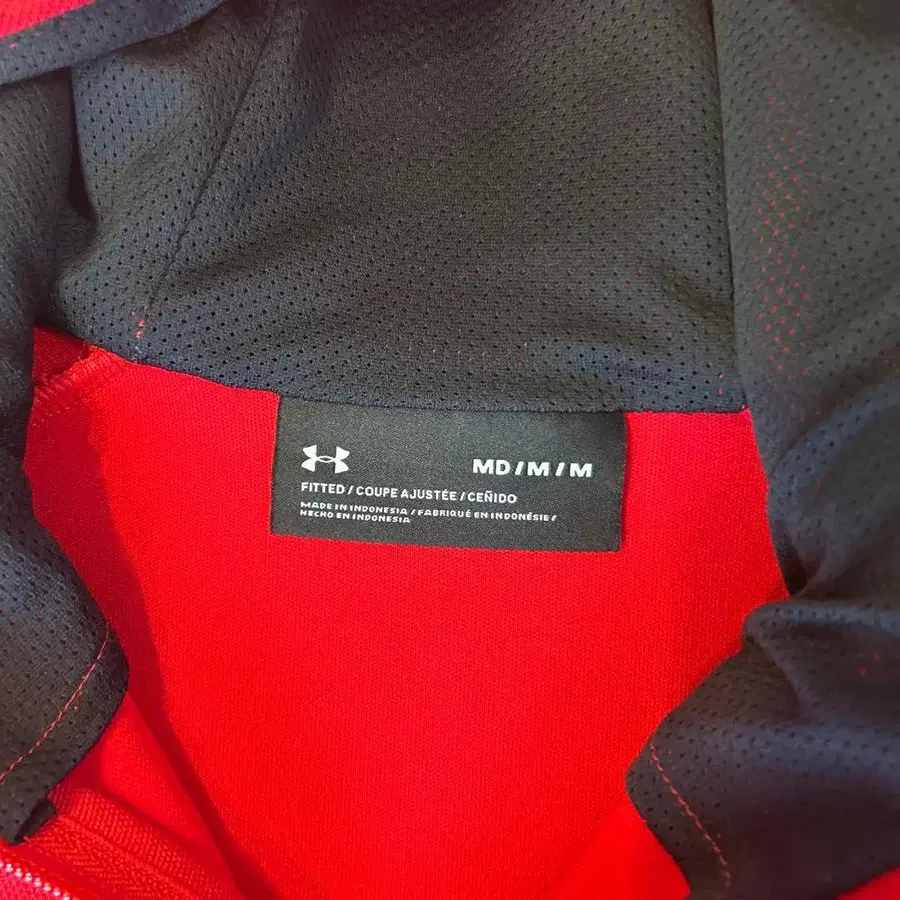 MD/M/M
FITTED / COUPE AJUSTÉE / CEÑIDO
MADE IN INDONESIA / FABRIQUÉ EN INDONÉSIE /
HECHO EN INDONESIA